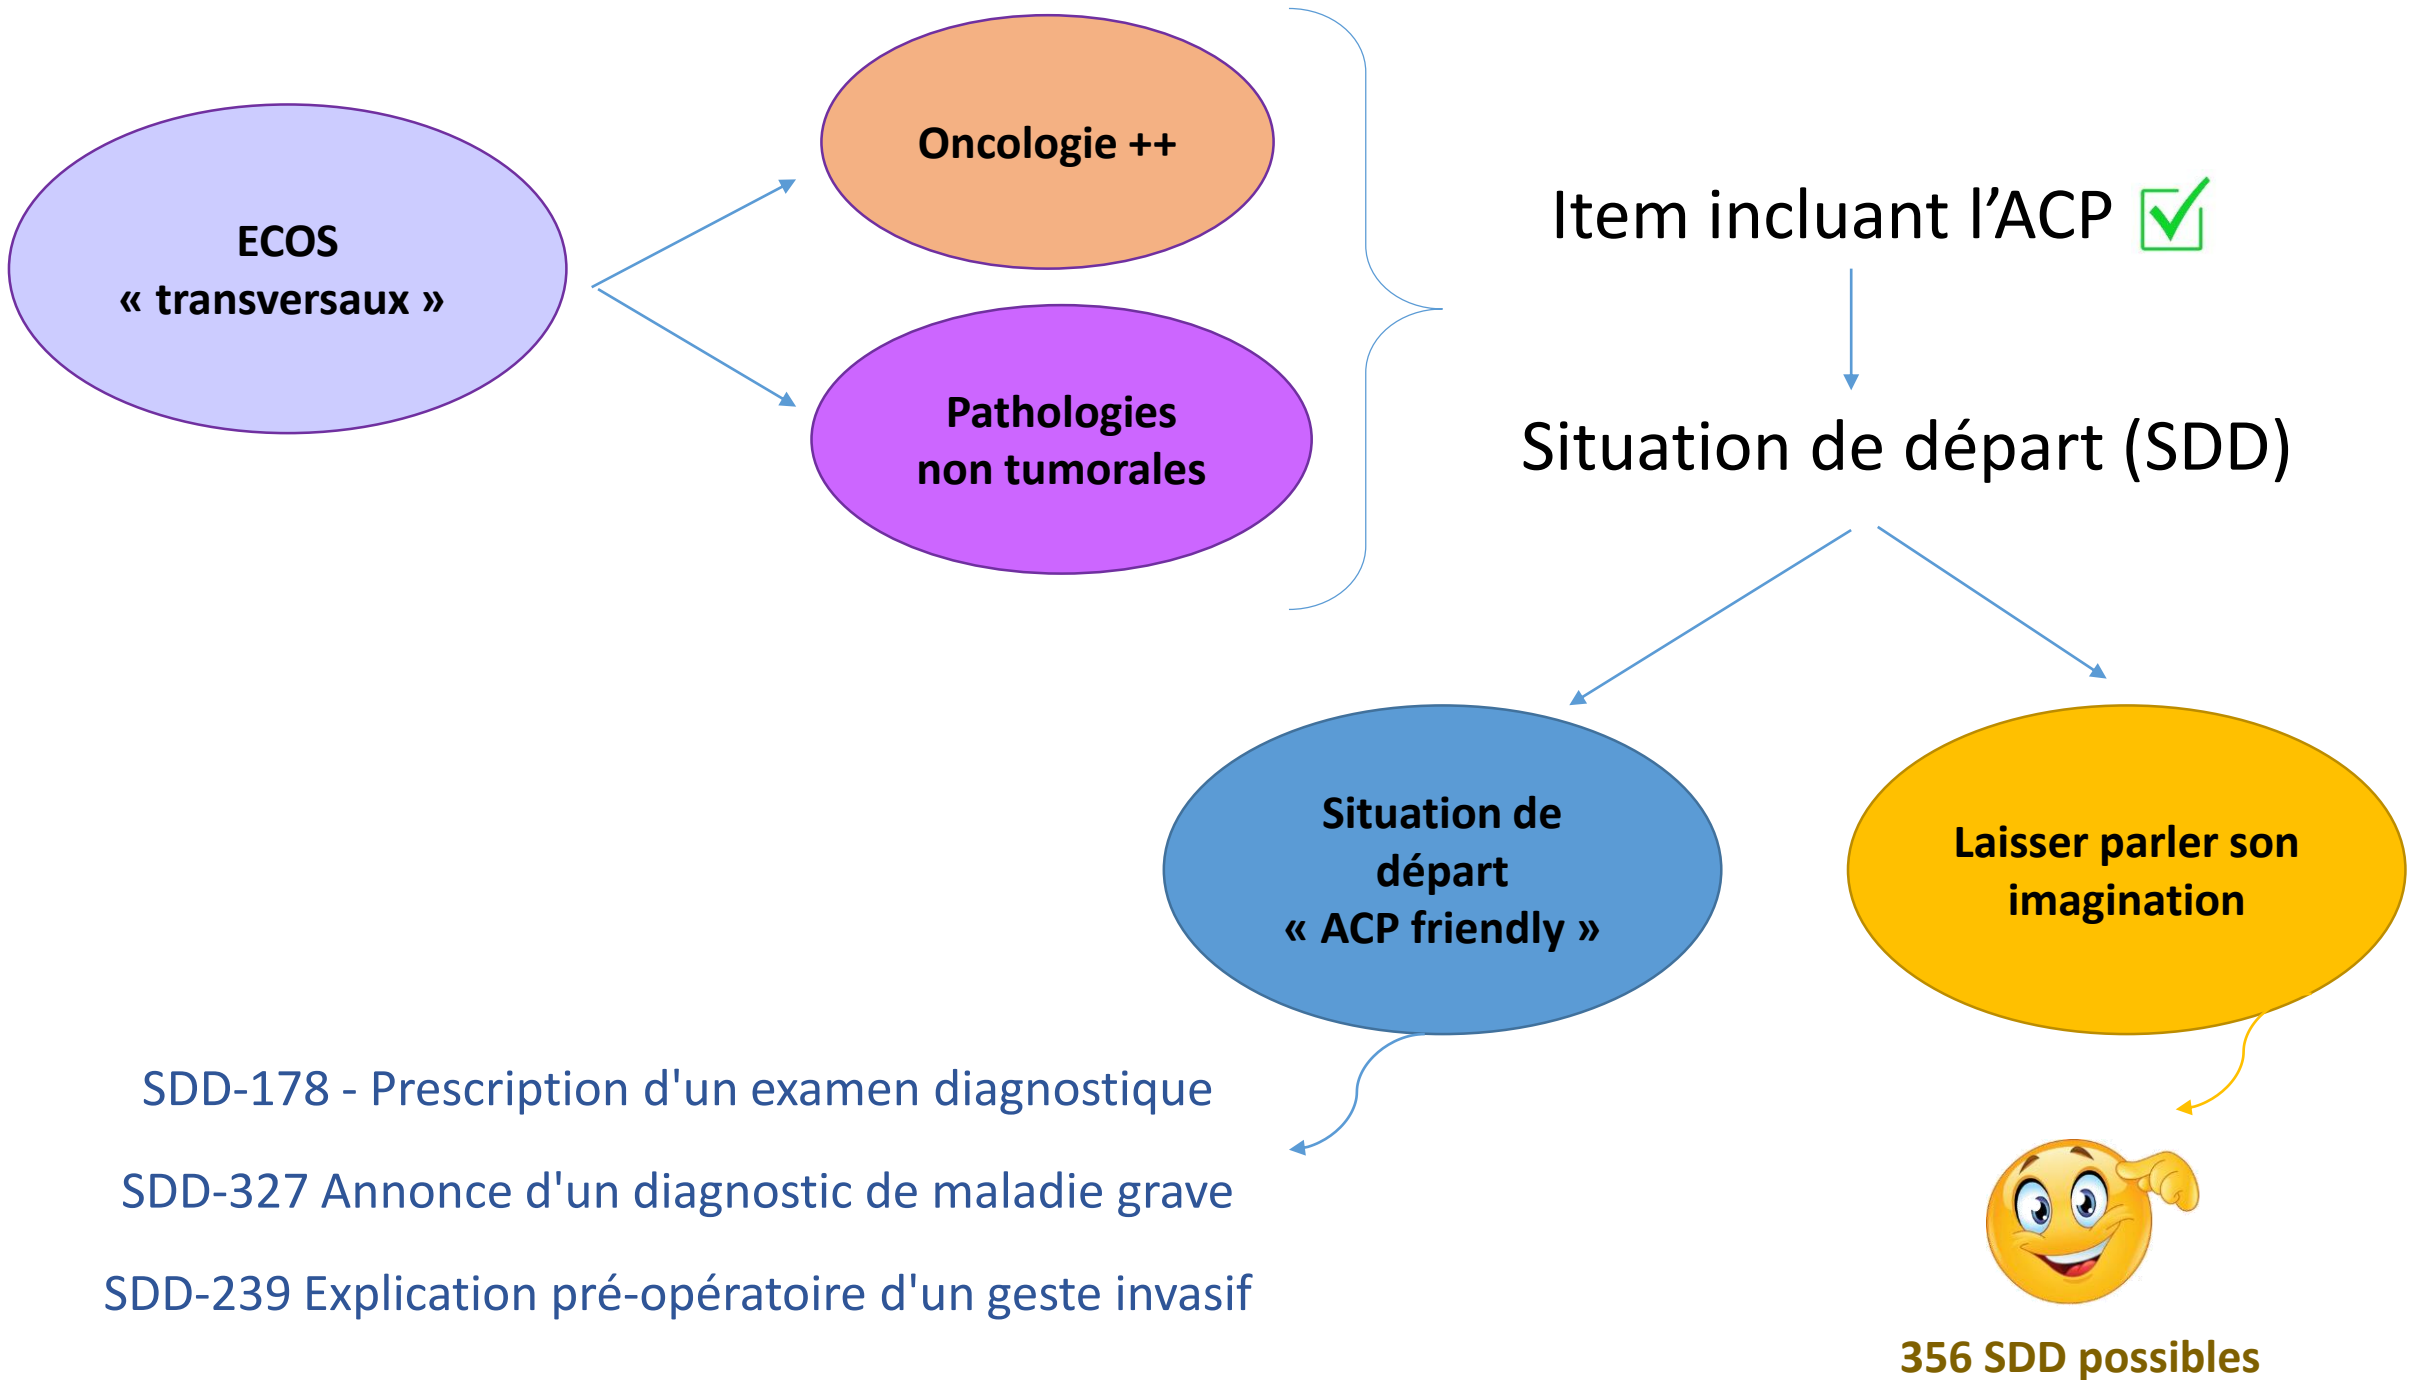 ECOS
« transversaux »
Oncologie ++
Pathologies
non tumorales
Item incluant l’ACP
Situation de départ (SDD)
Situation de
départ
« ACP friendly »
Laisser parler son
imagination
SDD-178 - Prescription d'un examen diagnostique
SDD-327 Annonce d'un diagnostic de maladie grave
SDD-239 Explication pré-opératoire d'un geste invasif
356 SDD possibles